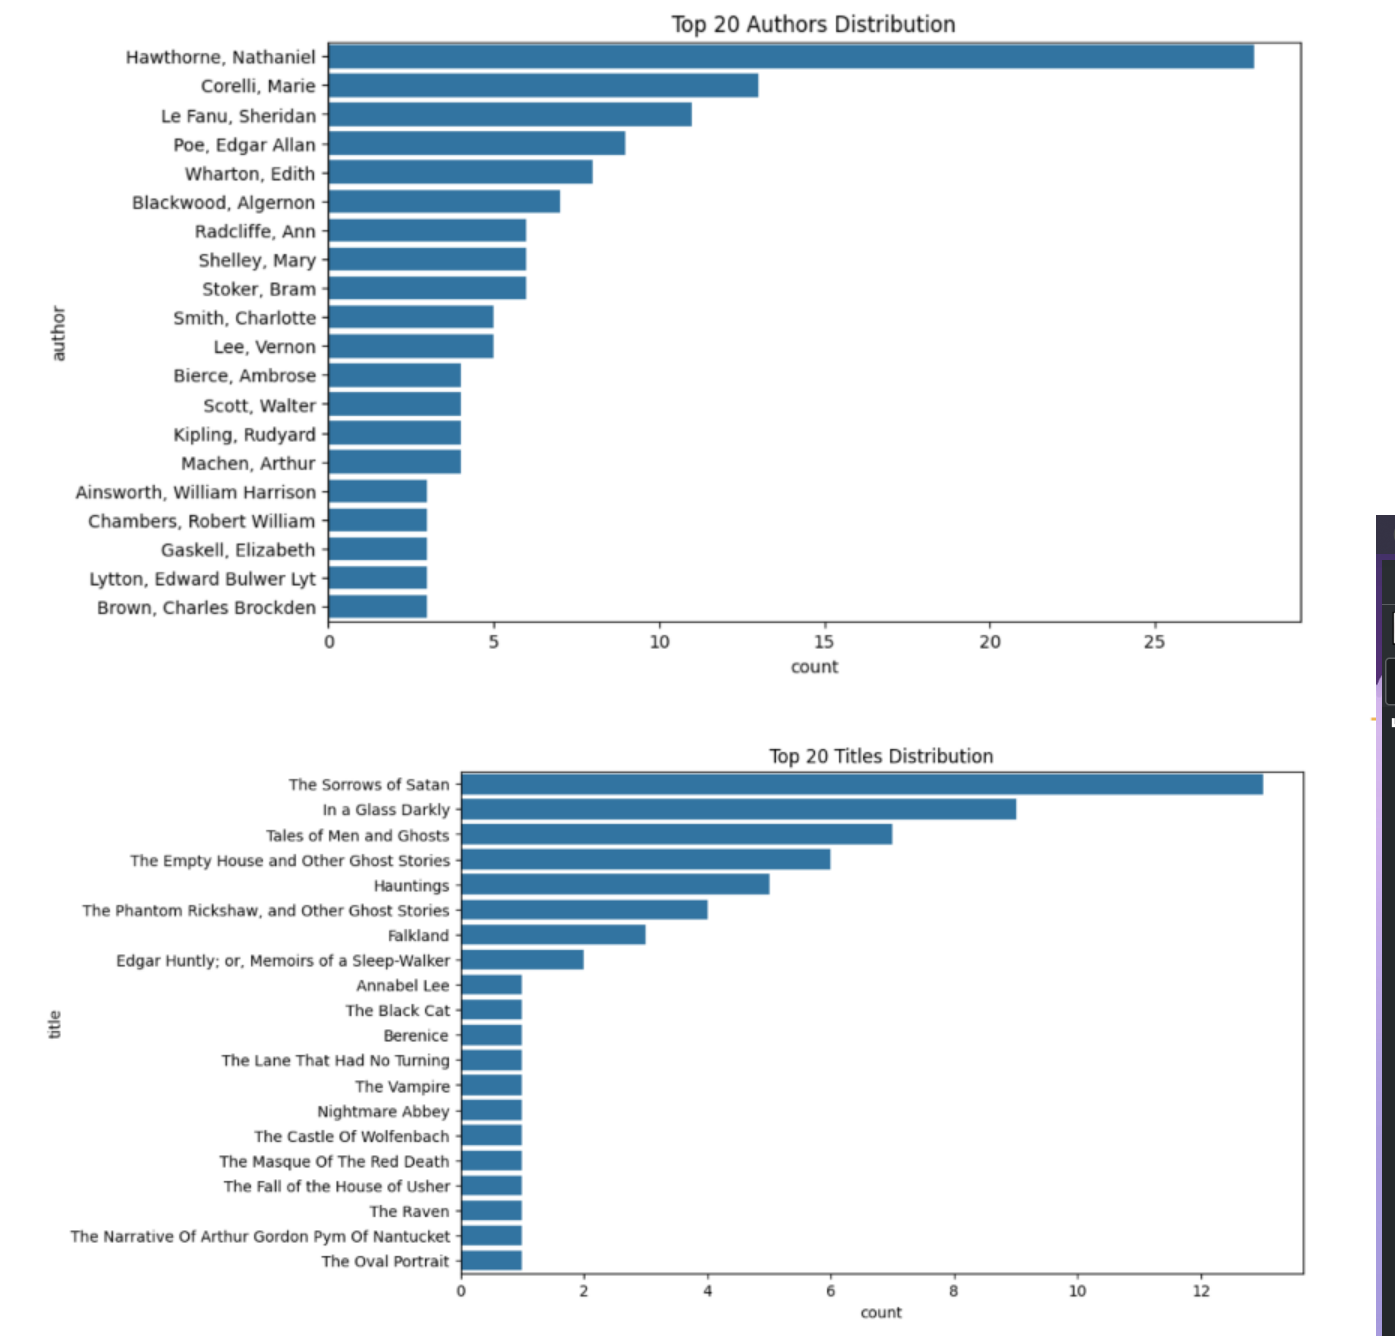 Top 20 Authors Distribution
Hawthorne, Nathaniel
Corelli, Marie
Le Fanu, Sheridan
Poe, Edgar Allan
Wharton, Edith
Blackwood, Algernon
Radcliffe, Ann
Shelley, Mary
Stoker, Bram
Smith, Charlotte
Lee, Vernon
Bierce, Ambrose
Scott, Walter
Kipling, Rudyard
Machen, Arthur
Ainsworth, William Harrison
Chambers, Robert William
Gaskell, Elizabeth
Lytton, Edward Bulwer Lyt
Brown, Charles Brockden
author
0 5 10 15 20 25
count
Top 20 Titles Distribution
The Sorrows of Satan
In a Glass Darkly
Tales of Men and Ghosts
The Empty House and Other Ghost Stories
Hauntings
The Phantom Rickshaw, and Other Ghost Stories
Falkland
Edgar Huntly; or, Memoirs of a Sleep-Walker
Annabel Lee
The Black Cat
Berenice
The Lane That Had No Turning
The Vampire
Nightmare Abbey
The Castle Of Wolfenbach
The Masque Of The Red Death
The Fall of the House of Usher
The Raven
The Narrative Of Arthur Gordon Pym Of Nantucket
The Oval Portrait
title
0 2 4 6 8 10 12
count